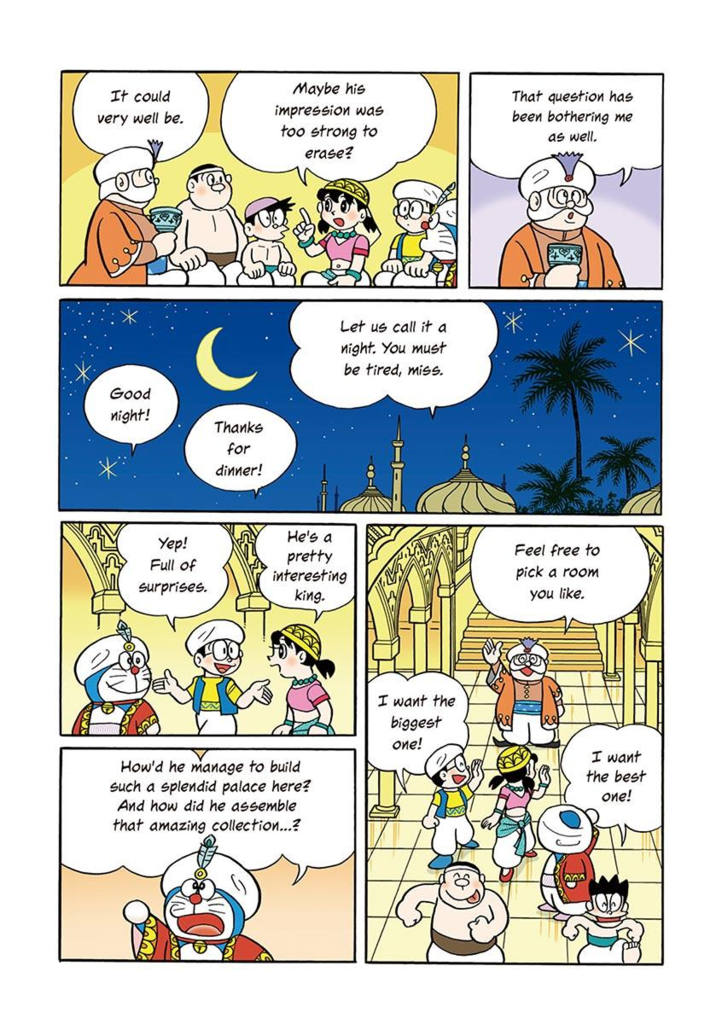 It could
very well be.
Maybe his
impression was
too strong to
erase?
That question has
been bothering me
as well.
Let us call it a
night. You must
be tired, miss.
Good
night!
Thanks
for
dinner!
Yep!
Full of
surprises.
He's a
pretty
interesting
king.
How'd he manage to build
such a splendid palace here?
And how did he assemble
that amazing collection...?
Feel free to
pick a room
you like.
I want the
biggest
one!
I want
the best
one!